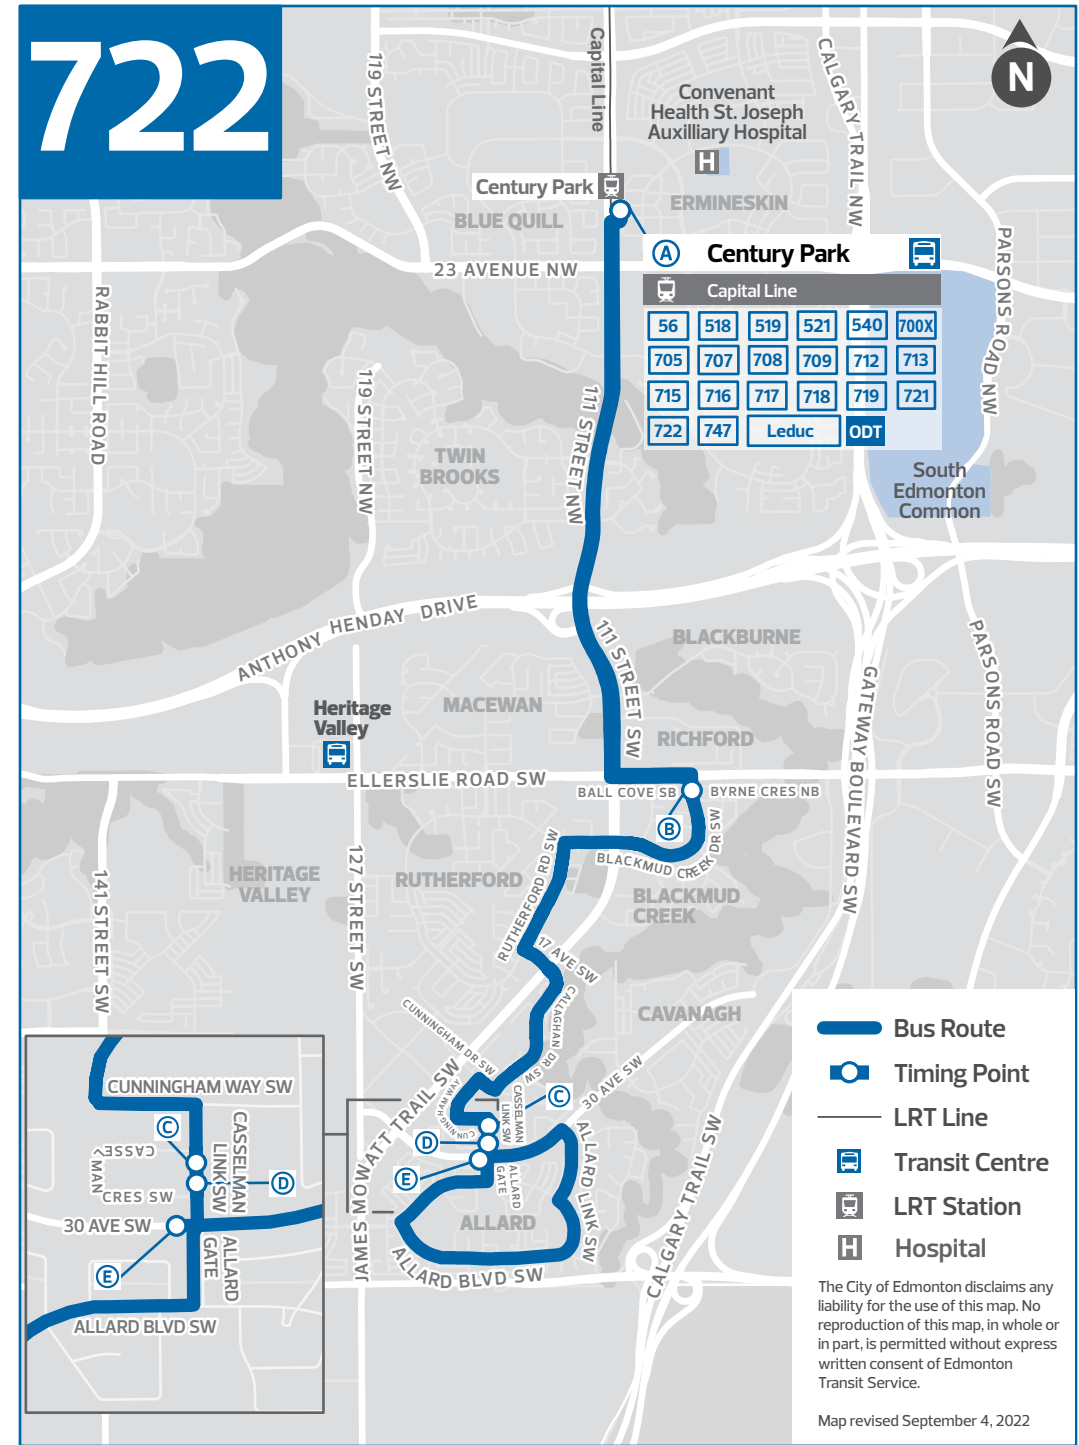 722
N
119 STREET NW
Capital Line
CALGARY TRAIL NW
Convenant
Health St. Joseph
Auxilliary Hospital
H
Century Park
BLUE QUILL
ERMINESKIN
23 AVENUE NW
A Century Park
Capital Line
56 518 519 521 540 700X
705 707 708 709 712 713
715 716 717 718 719 721
722 747 Leduc ODT
PARSONS ROAD NW
RABBIT HILL ROAD
119 STREET NW
111 STREET NW
TWIN
BROOKS
South
Edmonton
Common
ANTHONY HENDAY DRIVE
111 STREET SW
BLACKBURNE
PARSONS ROAD SW
GATEWAY BOULEVARD SW
MACEWAN
Heritage
Valley
RICHFORD
ELLERSLIE ROAD SW
BALL COVE SB
BYRNE CRES NB
B
BLACKMUD CREEK DR SW
RUTHERFORD RD SW
HERITAGE
VALLEY
RUTHERFORD
BLACKMUD
CREEK
141 STREET SW
127 STREET SW
17 AVE SW
CALLAGHAN DR SW
CAVANAGH
CUNNINGHAM DR SW
30 AVE SW
CUNNINGHAM WAY
CASSELMAN
LINK SW
C
D
E
ALLARD
GATE
ALLARD LINK SW
ALLARD
ALLARD BLVD SW
JAMES MOWATT TRAIL SW
CALGARY TRAIL SW
CUNNINGHAM WAY SW
C
CASSELMAN
LINK SW
CASSELMAN
CRES SW
D
30 AVE SW
E
ALLARD
GATE
ALLARD BLVD SW
Bus Route
Timing Point
LRT Line
Transit Centre
LRT Station
H Hospital
The City of Edmonton disclaims any
liability for the use of this map. No
reproduction of this map, in whole or
in part, is permitted without express
written consent of Edmonton
Transit Service.
Map revised September 4, 2022